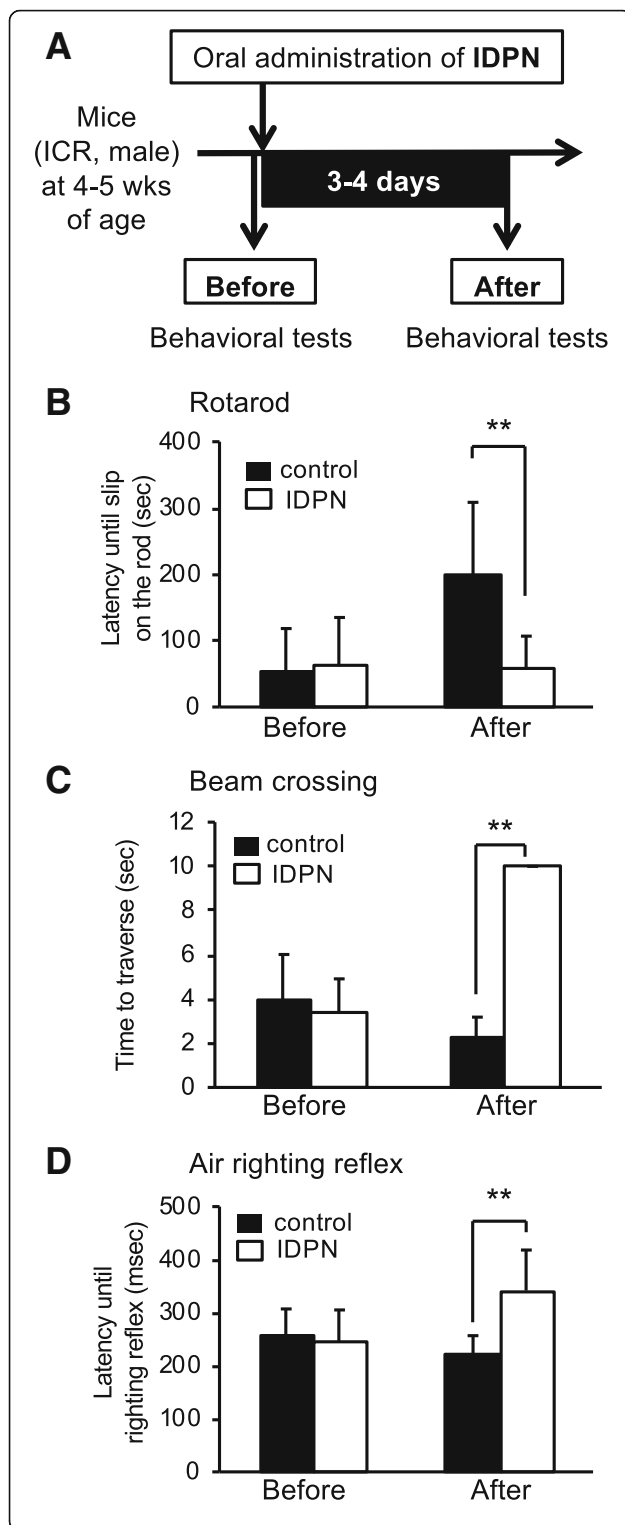 A
Oral administration of IDPN
Mice
(ICR, male)
at 4-5 wks
of age
3-4 days
Before
After
Behavioral tests
Behavioral tests
B
Rotarod
Latency until slip
on the rod (sec)
400
300
200
100
0
control
IDPN
**
Before
After
C
Beam crossing
Time to traverse (sec)
12
10
8
6
4
2
0
control
IDPN
**
Before
After
D
Air righting reflex
Latency until
righting reflex (msec)
500
400
300
200
100
0
control
IDPN
**
Before
After